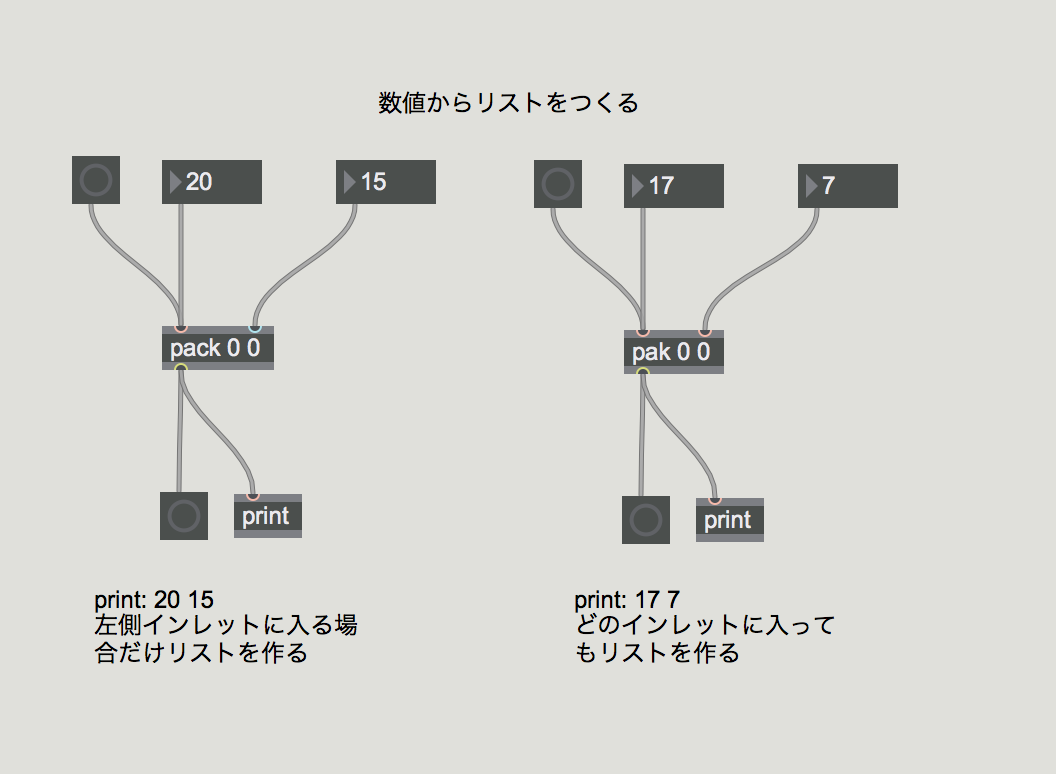 数値からリストをつくる
20
15
17
7
pack 0 0
pak 0 0
print
print
print: 20 15
左側インレットに入る場
合だけリストを作る
print: 17 7
どのインレットに入って
もリストを作る